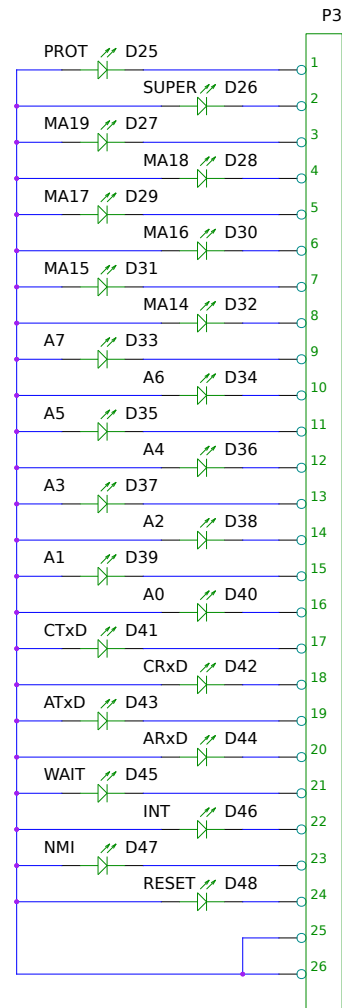 P3
PROT D25 1
SUPER D26 2
MA19 D27 3
MA18 D28 4
MA17 D29 5
MA16 D30 6
MA15 D31 7
MA14 D32 8
A7 D33 9
A6 D34 10
A5 D35 11
A4 D36 12
A3 D37 13
A2 D38 14
A1 D39 15
A0 D40 16
CTxD D41 17
CRxD D42 18
ATxD D43 19
ARxD D44 20
WAIT D45 21
INT D46 22
NMI D47 23
RESET D48 24
25
26